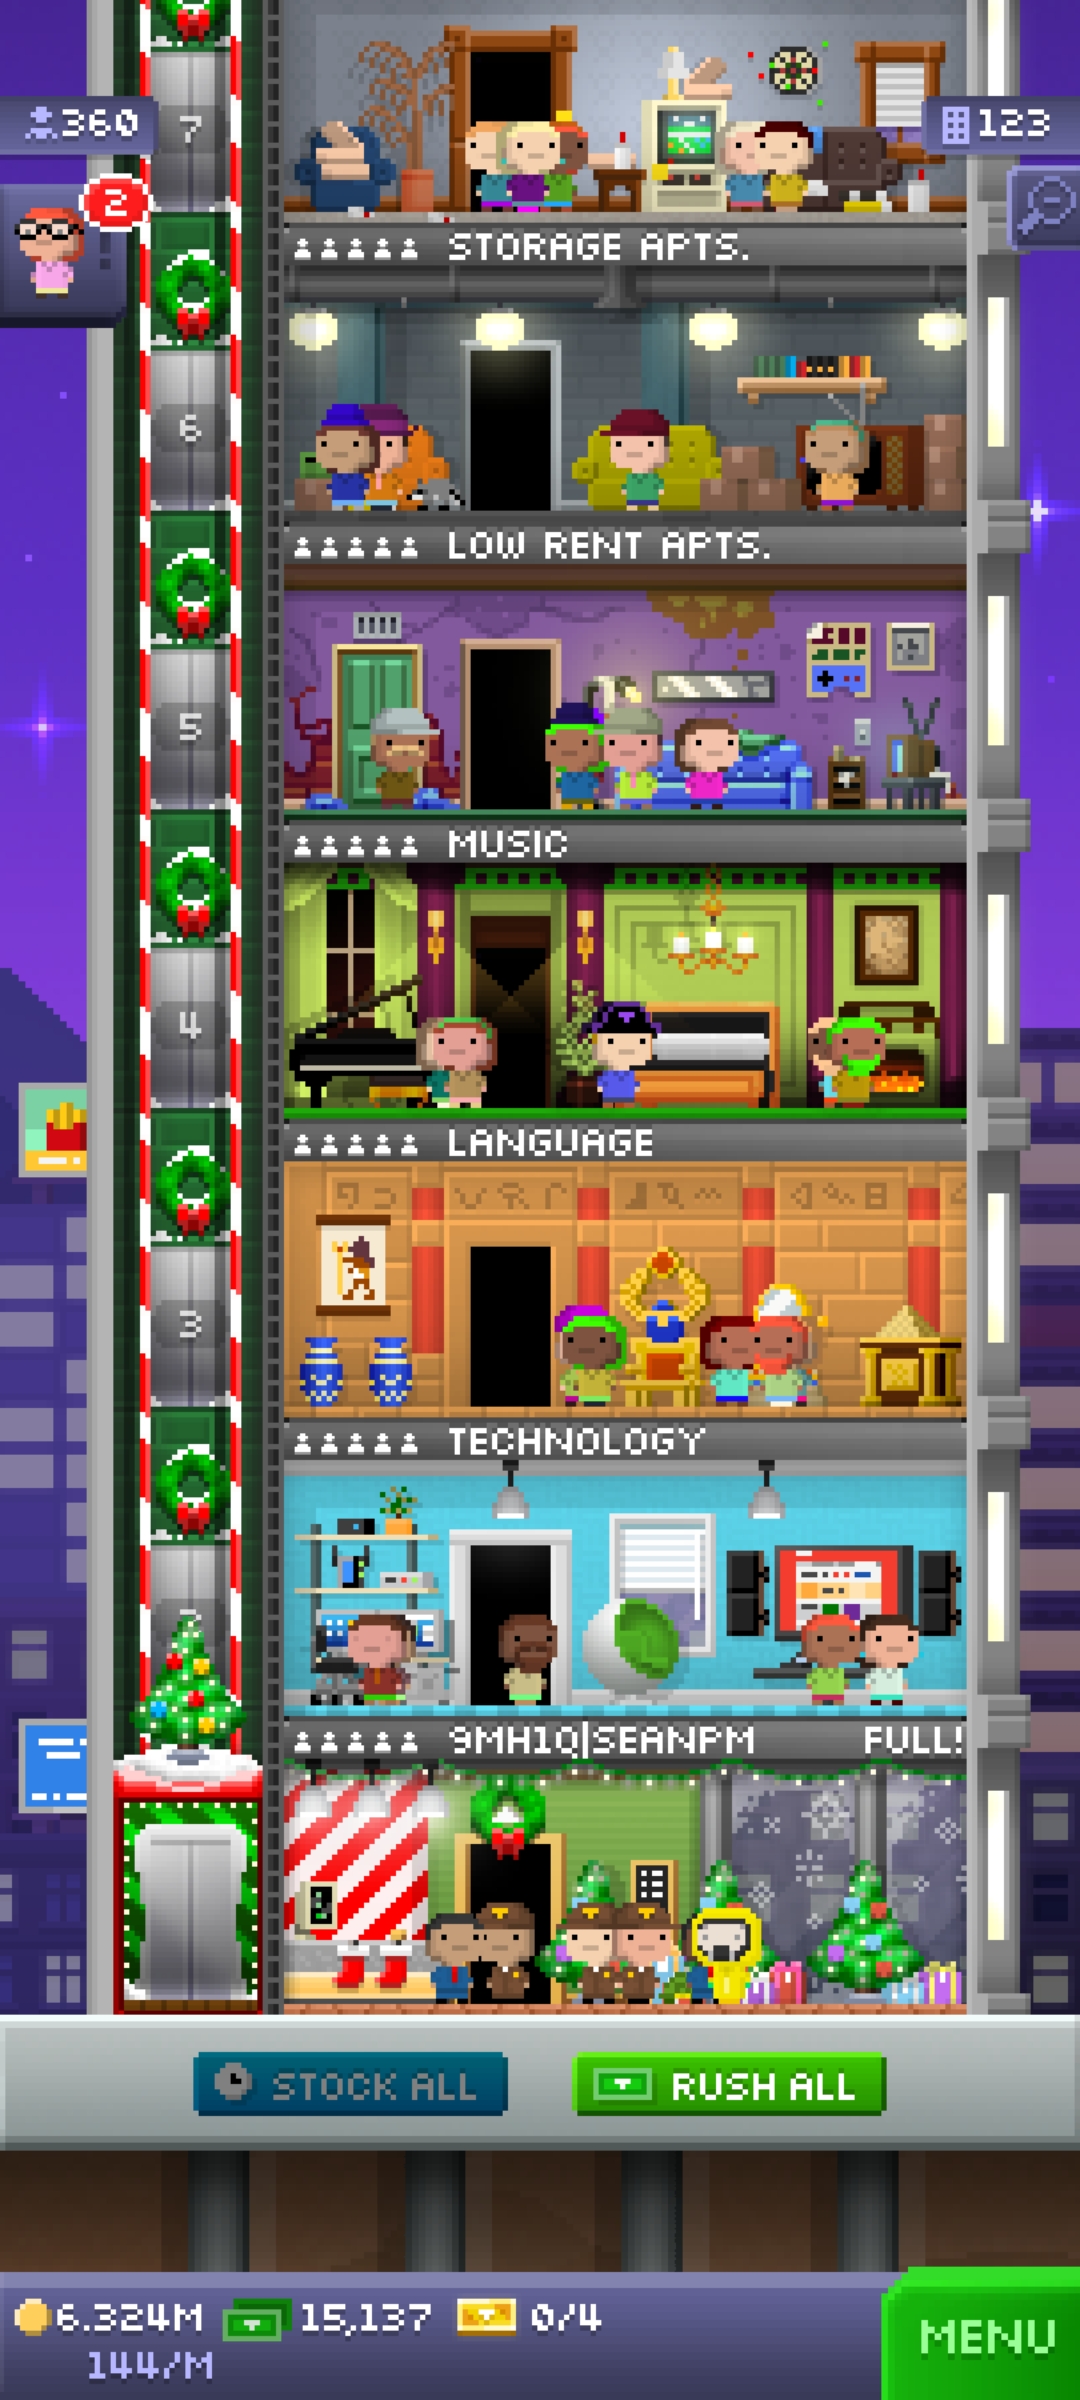 7
360
123
2
STORAGE APTS.
6
LOW RENT APTS.
5
MUSIC
4
LANGUAGE
3
TECHNOLOGY
9MH1Q|SEANPM FULL!
STOCK ALL
RUSH ALL
6.324M 15,137 0/4
144/M
MENU